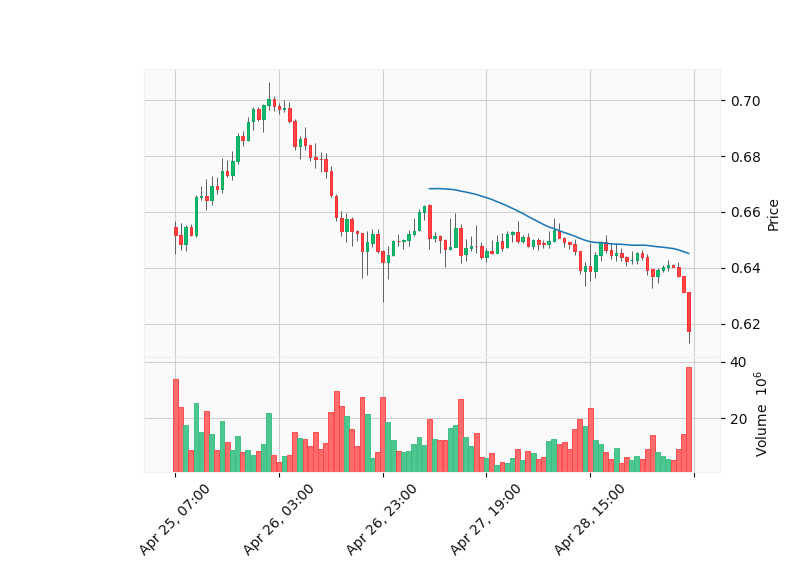 0.70
0.68
0.66
0.64
0.62
Price
40
20
Volume 10^6
Apr 25, 07:00
Apr 26, 03:00
Apr 26, 23:00
Apr 27, 19:00
Apr 28, 15:00